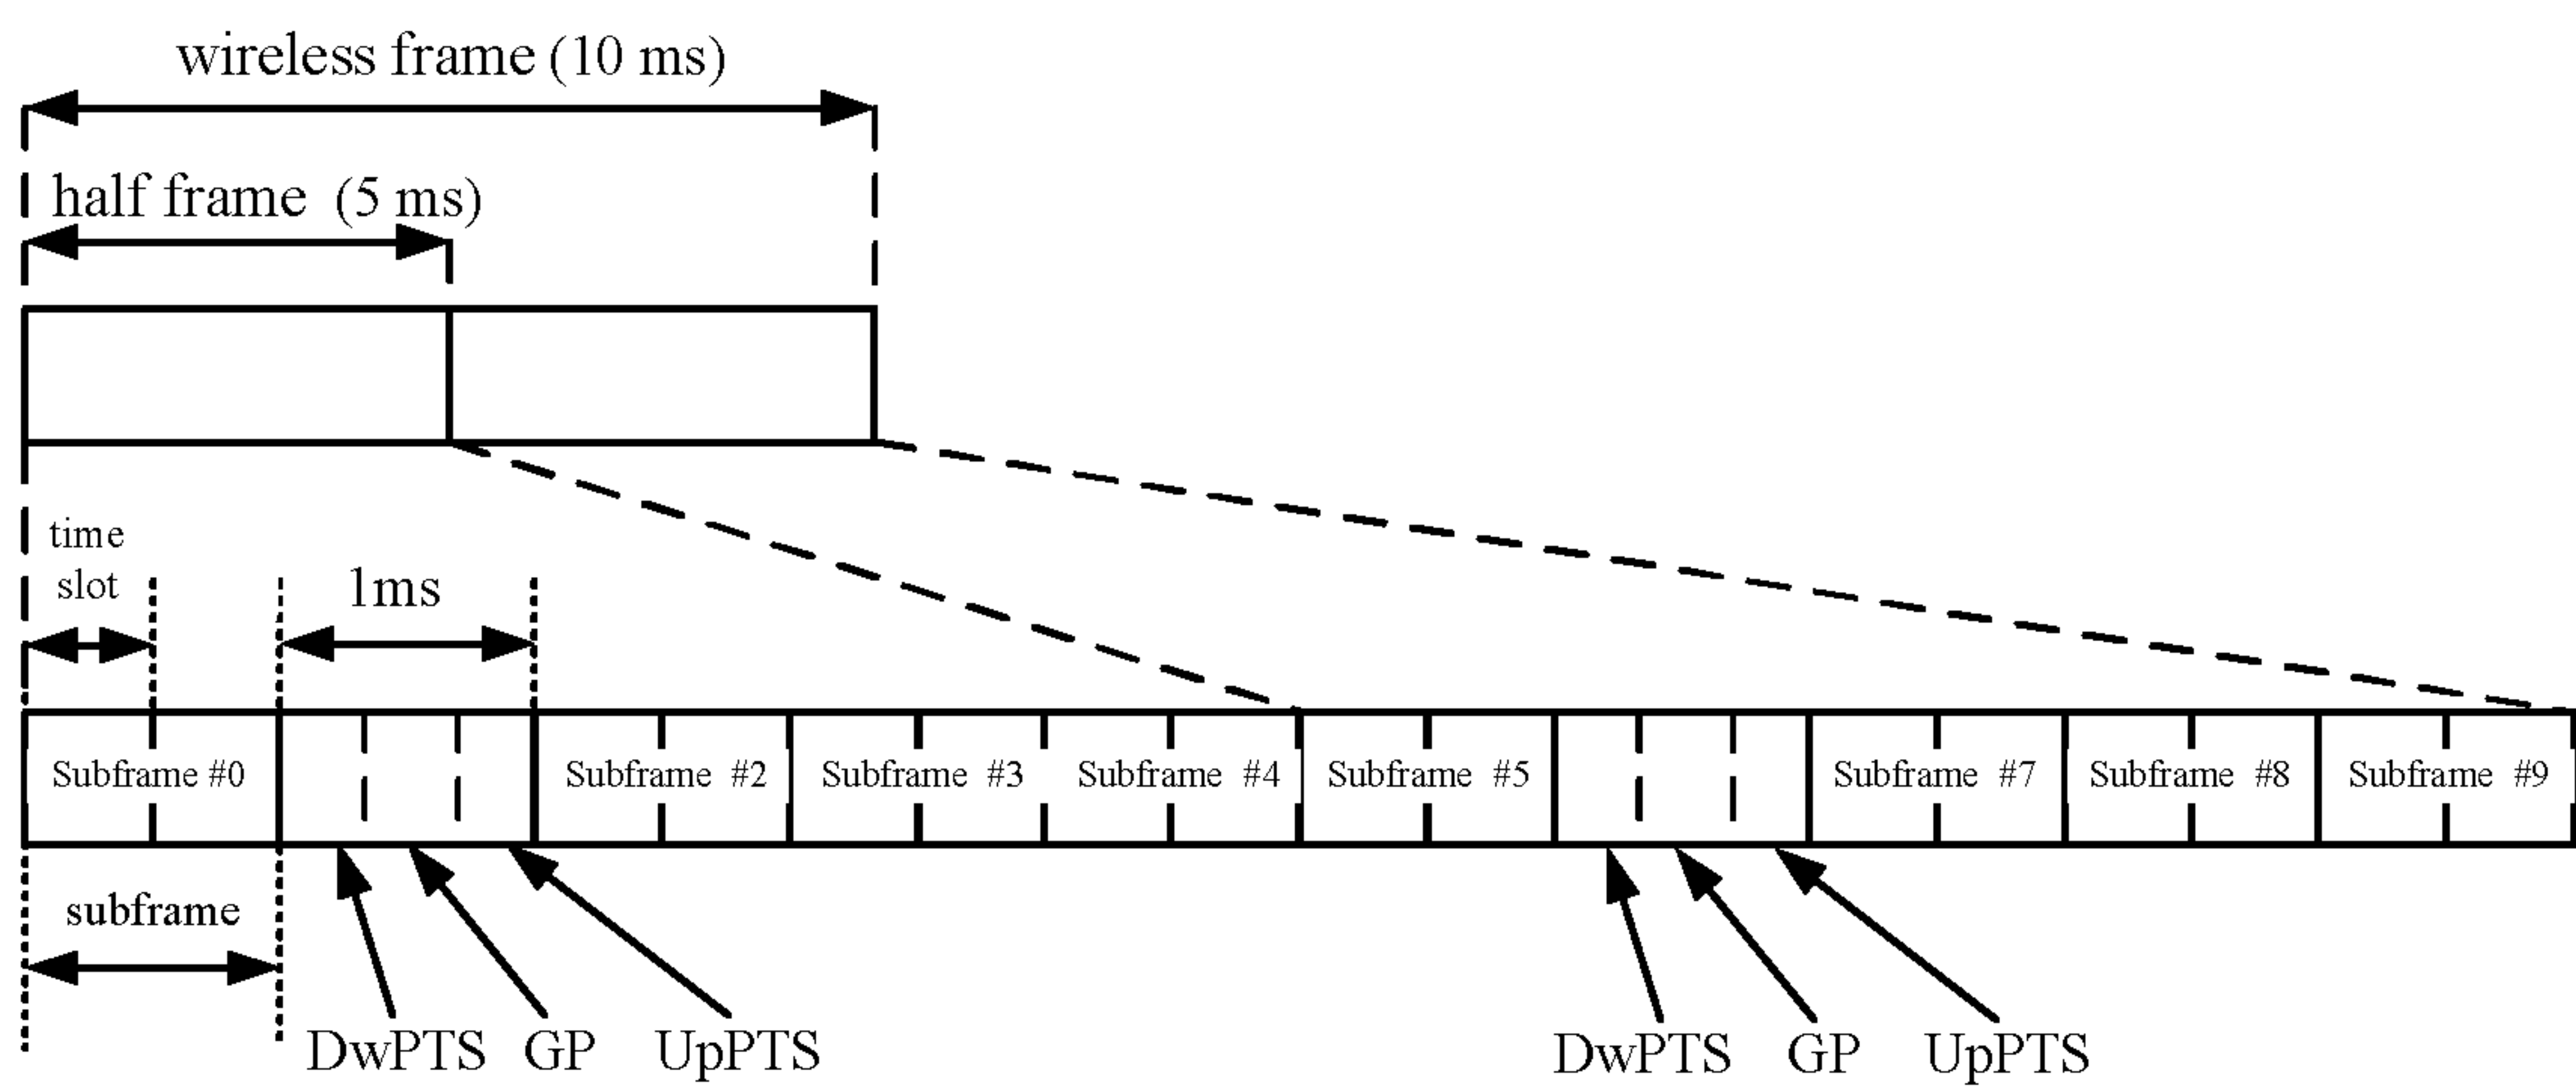 wireless frame (10 ms)
half frame (5 ms)
time
slot
1ms
Subframe #0
Subframe #2
Subframe #3
Subframe #4
Subframe #5
Subframe #7
Subframe #8
Subframe #9
subframe
DwPTS
GP
UpPTS
DwPTS
GP
UpPTS